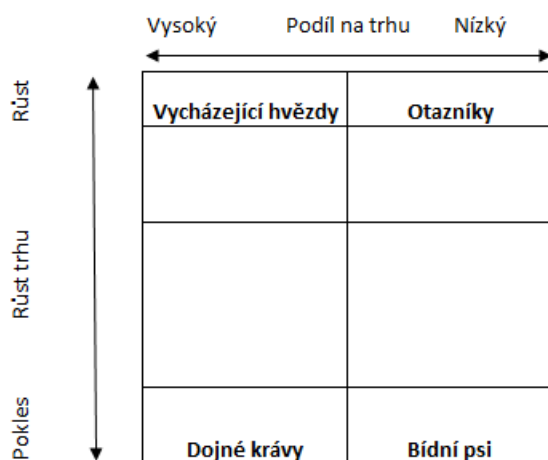 Vysoký Podíl na trhu Nízký
Růst
Vycházející hvězdy Otazníky
Růst trhu
Pokles
Dojné krávy Bídní psi